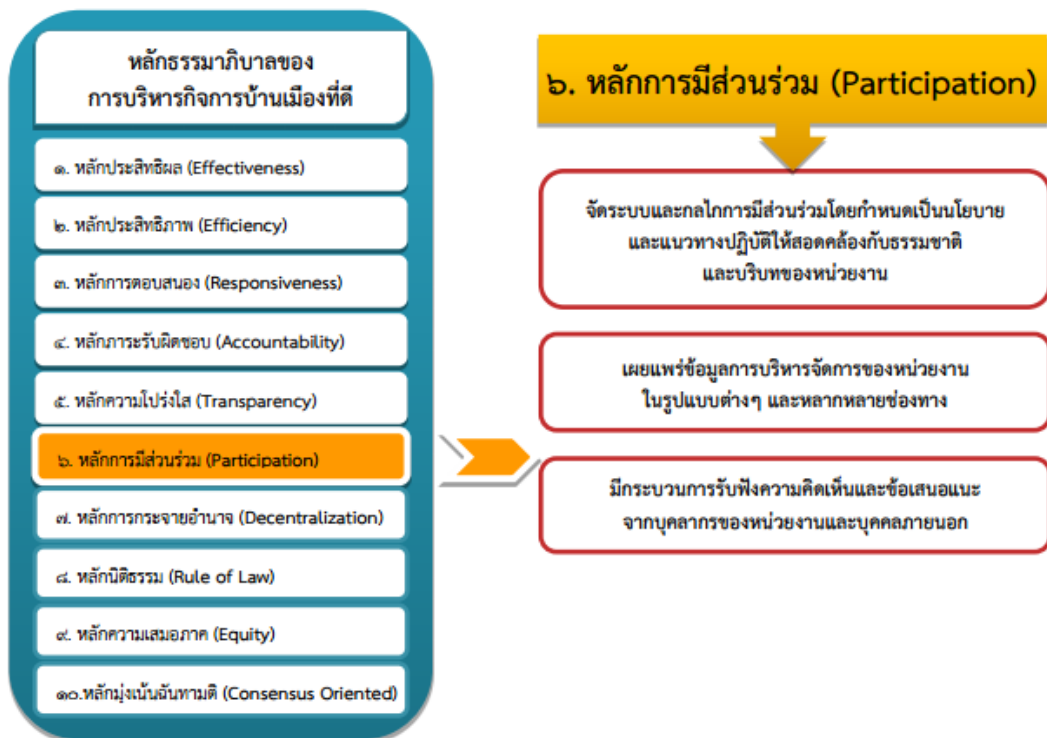 หลักธรรมาภิบาลของ
การบริหารกิจการบ้านเมืองที่ดี
๑. หลักประสิทธิผล (Effectiveness)
๒. หลักประสิทธิภาพ (Efficiency)
๓. หลักการตอบสนอง (Responsiveness)
๔. หลักภาระรับผิดชอบ (Accountability)
๕. หลักความโปร่งใส (Transparency)
๖. หลักการมีส่วนร่วม (Participation)
๗. หลักการกระจายอำนาจ (Decentralization)
๘. หลักนิติธรรม (Rule of Law)
๙. หลักความเสมอภาค (Equity)
๑๐.หลักมุ่งเน้นฉันทามติ (Consensus Oriented)
๖. หลักการมีส่วนร่วม (Participation)
จัดระบบและกลไกการมีส่วนร่วมโดยกำหนดเป็นนโยบาย
และแนวทางปฏิบัติให้สอดคล้องกับธรรมชาติ
และบริบทของหน่วยงาน
เผยแพร่ข้อมูลการบริหารจัดการของหน่วยงาน
ในรูปแบบต่างๆ และหลากหลายช่องทาง
มีกระบวนการรับฟังความคิดเห็นและข้อเสนอแนะ
จากบุคลากรของหน่วยงานและบุคคลภายนอก